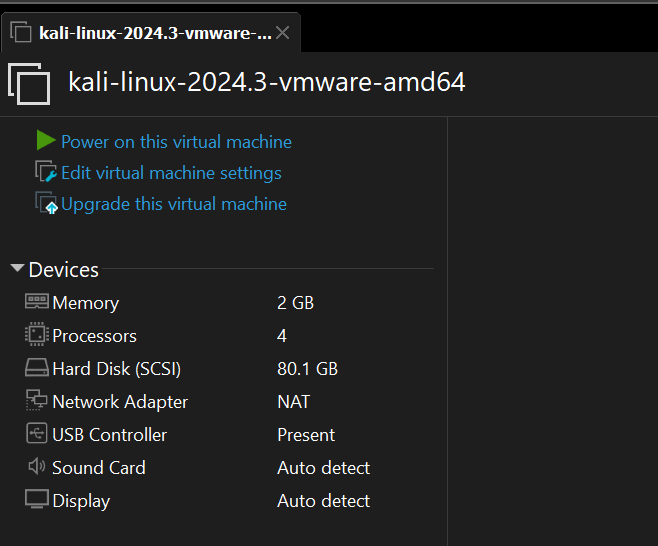 kali-linux-2024.3-vmware-...
kali-linux-2024.3-vmware-amd64
Power on this virtual machine
Edit virtual machine settings
Upgrade this virtual machine
Devices
Memory 2 GB
Processors 4
Hard Disk (SCSI) 80.1 GB
Network Adapter NAT
USB Controller Present
Sound Card Auto detect
Display Auto detect